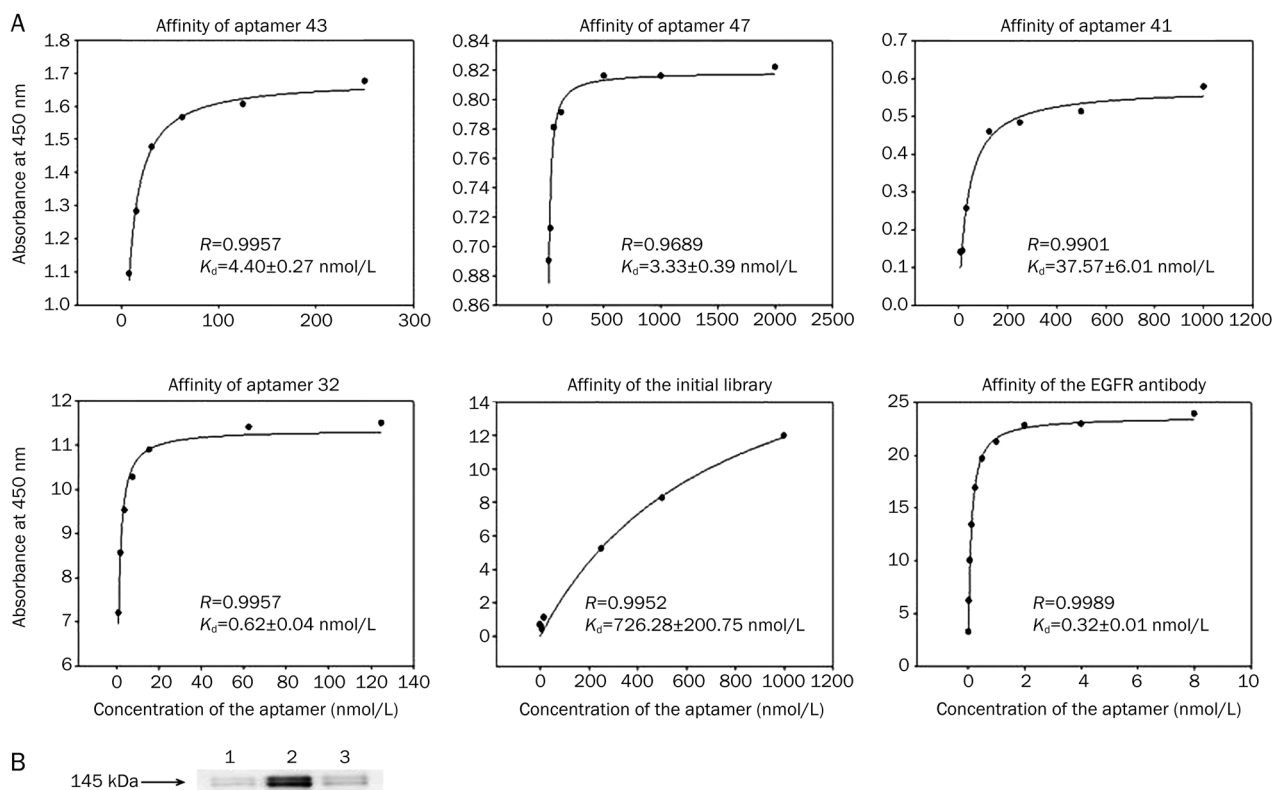 A
Affinity of aptamer 43
Absorbance at 450 nm
1.8
1.7
1.6
1.5
1.4
1.3
1.2
1.1
1.0
R=0.9957
Kd=4.40±0.27 nmol/L
0 100 200 300
Affinity of aptamer 47
0.84
0.82
0.80
0.78
0.76
0.74
0.72
0.70
0.88
0.86
R=0.9689
Kd=3.33±0.39 nmol/L
0 500 1000 1500 2000 2500
Affinity of aptamer 41
0.7
0.6
0.5
0.4
0.3
0.2
0.1
0.0
R=0.9901
Kd=37.57±6.01 nmol/L
0 200 400 600 800 1000 1200
Affinity of aptamer 32
Absorbance at 450 nm
12
11
10
9
8
7
6
R=0.9957
Kd=0.62±0.04 nmol/L
0 20 40 60 80 100 120 140
Concentration of the aptamer (nmol/L)
Affinity of the initial library
14
12
10
8
6
4
2
0
R=0.9952
Kd=726.28±200.75 nmol/L
0 200 400 600 800 1000 1200
Concentration of the aptamer (nmol/L)
Affinity of the EGFR antibody
25
20
15
10
5
0
R=0.9989
Kd=0.32±0.01 nmol/L
0 2 4 6 8 10
Concentration of the aptamer (nmol/L)
B
1 2 3
145 kDa